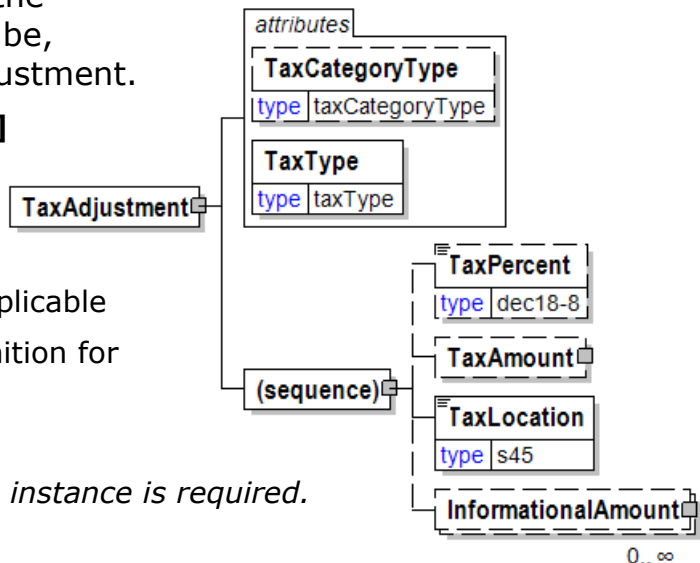 the
be,
ustment.
attributes
TaxCategoryType
type taxCategoryType
TaxType
type taxType
TaxAdjustment
plicable
nition for
instance is required.
(sequence)
TaxPercent
type dec18-8
TaxAmount
TaxLocation
type s45
InformationalAmount
0..∞